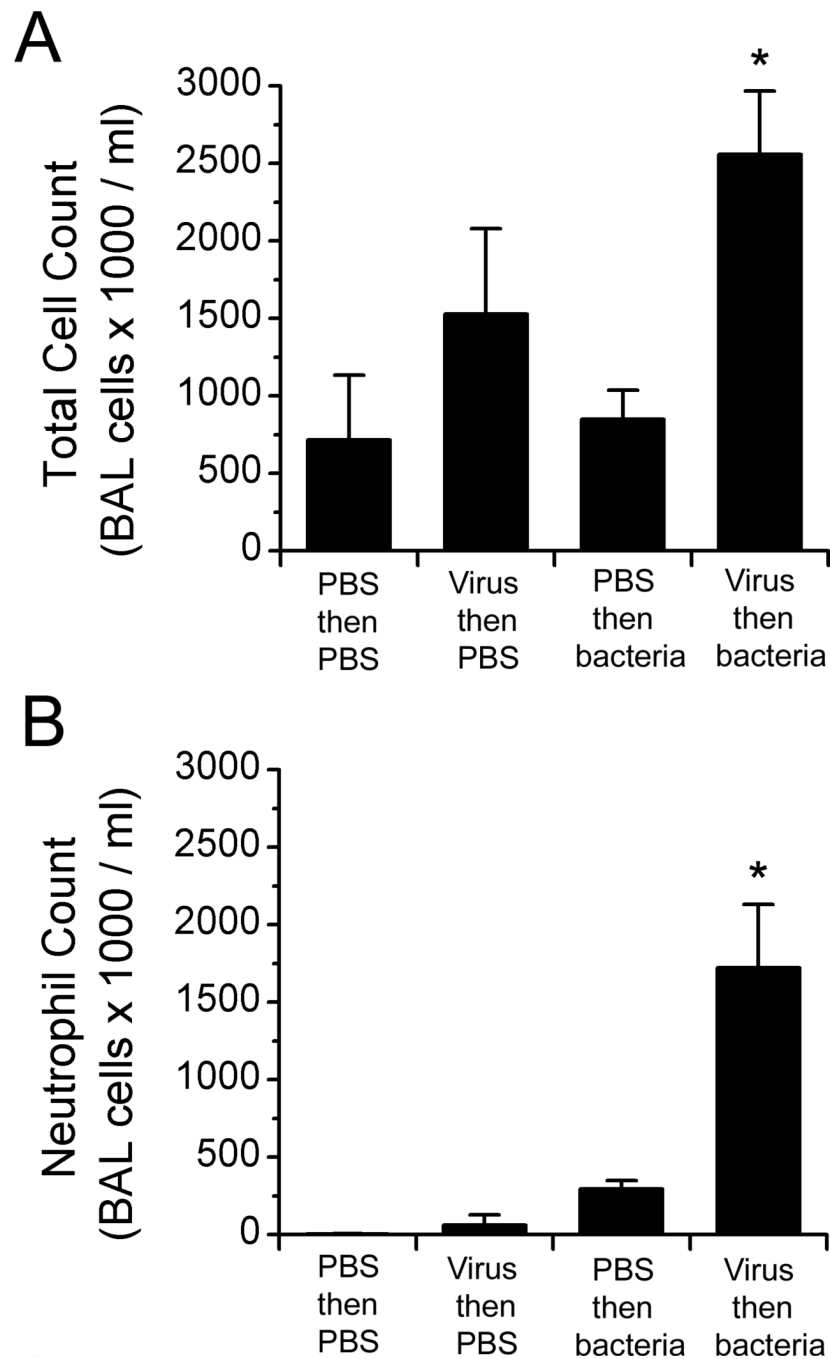 A
Total Cell Count
(BAL cells x 1000 / ml)
3000
2500
2000
1500
1000
500
0
*
PBS
then
PBS
Virus
then
PBS
PBS
then
bacteria
Virus
then
bacteria
B
Neutrophil Count
(BAL cells x 1000 / ml)
3000
2500
2000
1500
1000
500
0
*
PBS
then
PBS
Virus
then
PBS
PBS
then
bacteria
Virus
then
bacteria